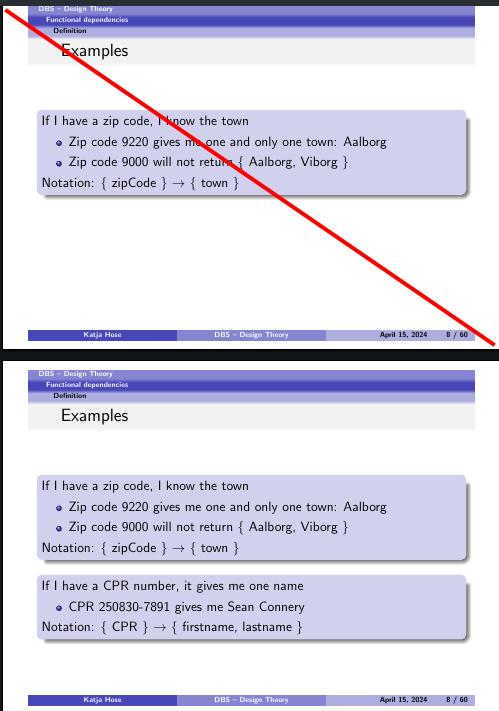 DBS – Design Theory
Functional dependencies
Definition
Examples
If I have a zip code, I know the town
Zip code 9220 gives me one and only one town: Aalborg
Zip code 9000 will not return { Aalborg, Viborg }
Notation: { zipCode } → { town }
Katja Hose DBS – Design Theory April 15, 2024 8 / 60
DBS – Design Theory
Functional dependencies
Definition
Examples
If I have a zip code, I know the town
Zip code 9220 gives me one and only one town: Aalborg
Zip code 9000 will not return { Aalborg, Viborg }
Notation: { zipCode } → { town }
If I have a CPR number, it gives me one name
CPR 250830-7891 gives me Sean Connery
Notation: { CPR } → { firstname, lastname }
Katja Hose DBS – Design Theory April 15, 2024 8 / 60